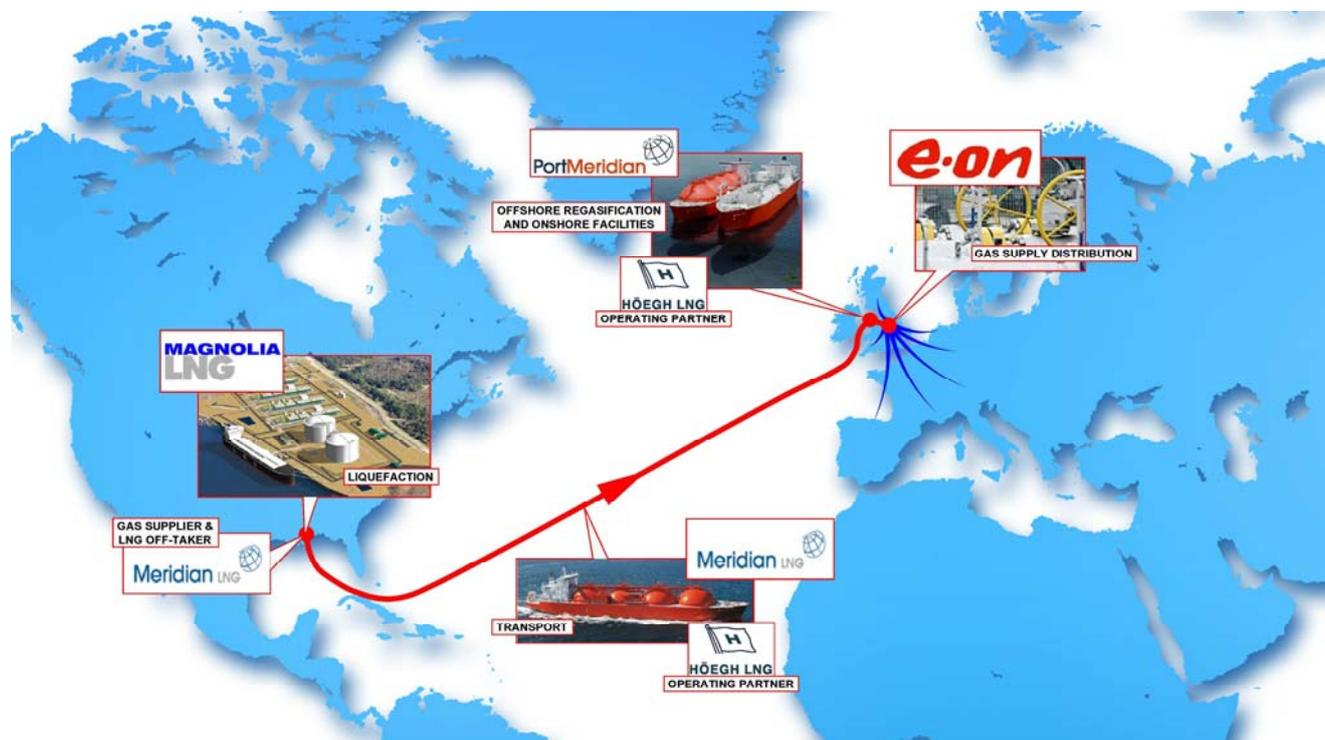 PortMeridian
OFFSHORE REGASIFICATION
AND ONSHORE FACILITIES
H
HÖEGH LNG
OPERATING PARTNER
e·on
GAS SUPPLY DISTRIBUTION
MAGNOLIA
LNG
LIQUEFACTION
GAS SUPPLIER &
LNG OFF-TAKER
Meridian LNG
Meridian LNG
TRANSPORT
H
HÖEGH LNG
OPERATING PARTNER